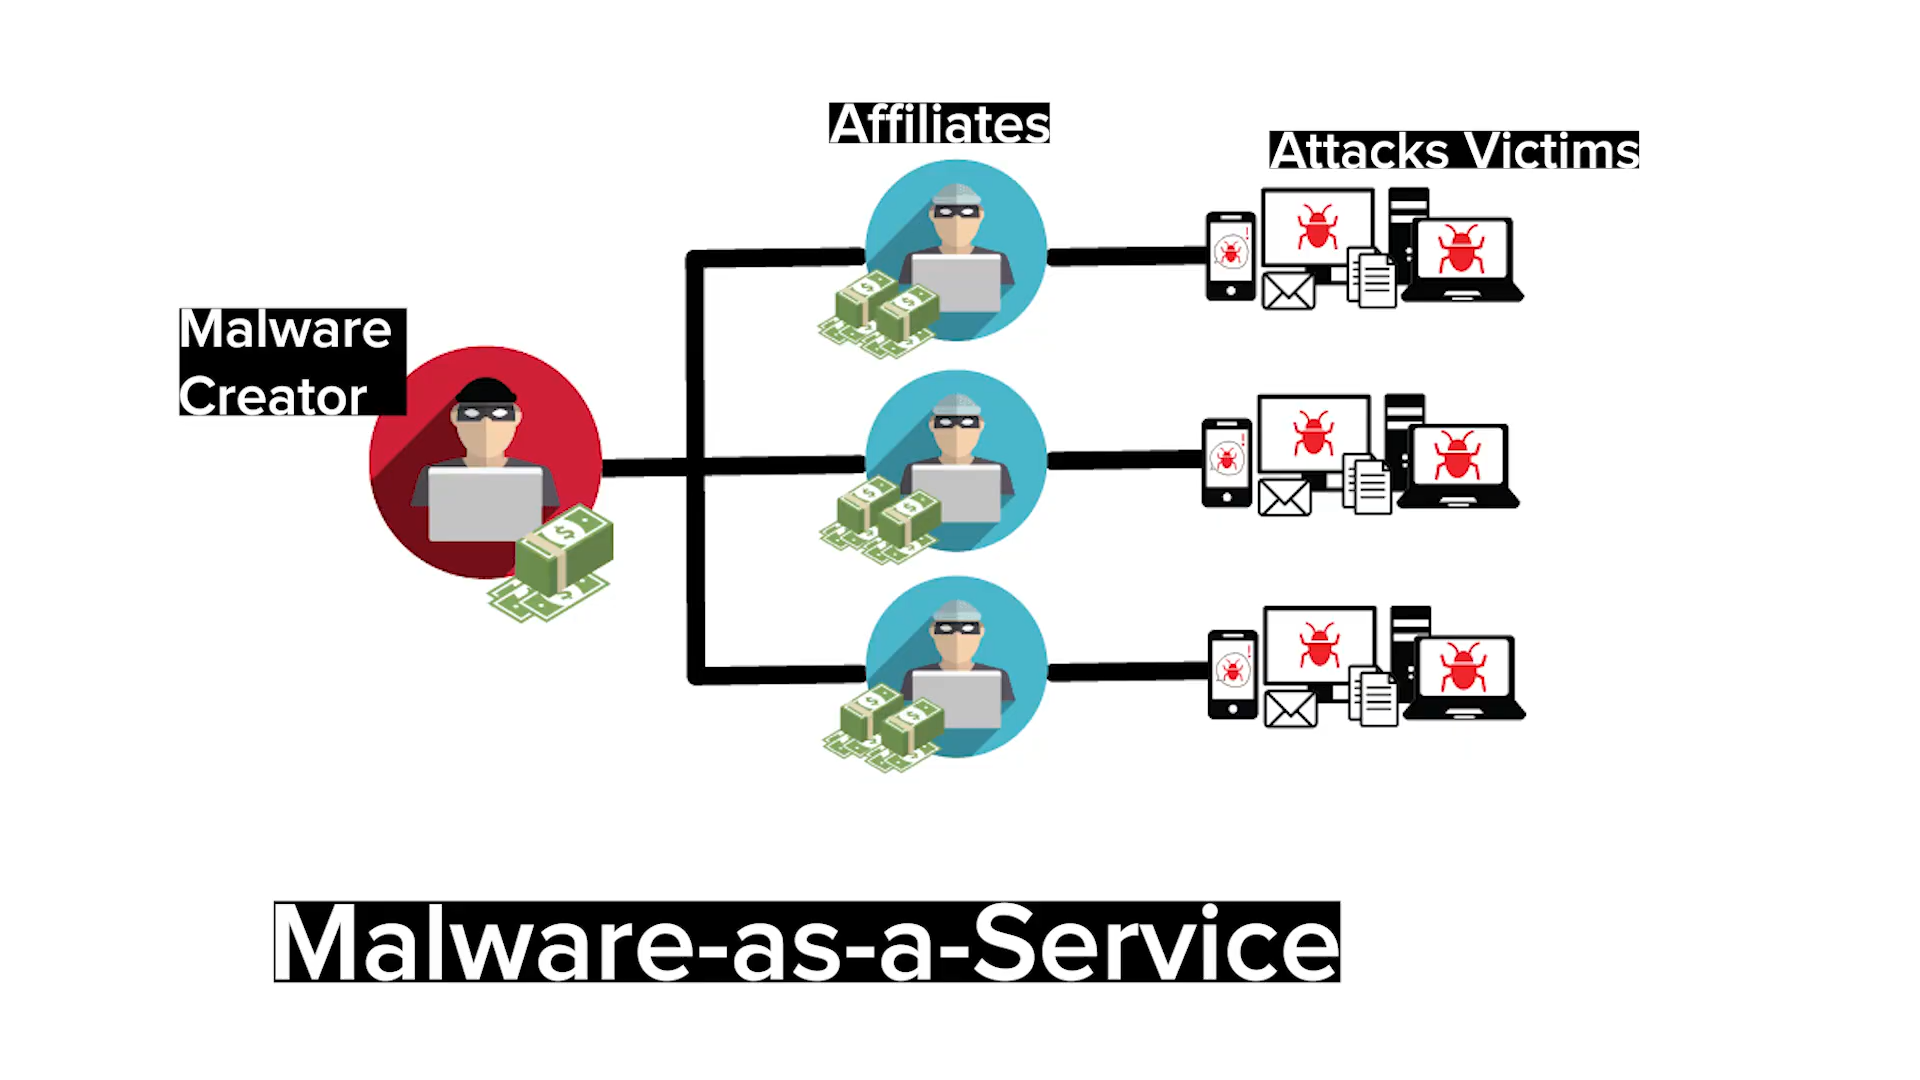 Affiliates
Attacks Victims
Malware
Creator
Malware-as-a-Service